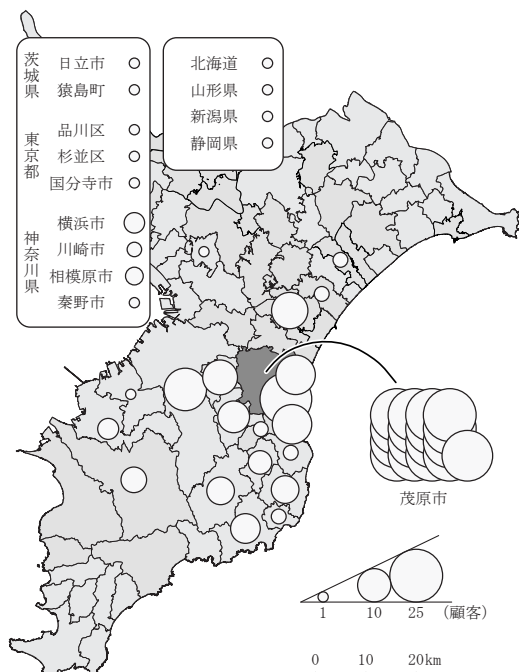 茨城県
日立市
猿島町
東京都
品川区
杉並区
国分寺市
神奈川県
横浜市
川崎市
相模原市
秦野市
北海道
山形県
新潟県
静岡県
茂原市
1 10 25 (顧客)
0 10 20km